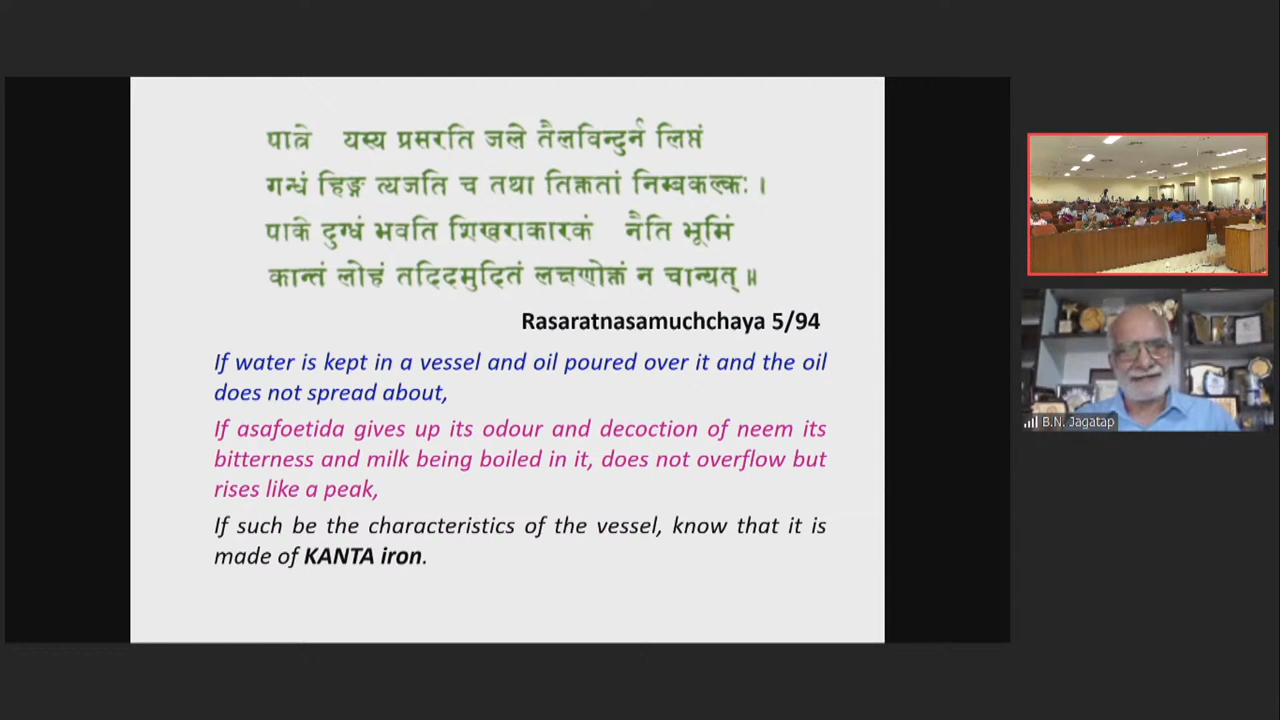 पात्रे यस्य प्रसरति जले तैलविन्दुर्न लिप्तं
गन्धं हिङ्गु त्यजति च तथा तिक्ततां निम्बकल्कः ।
पाके दुग्धं भवति शिखराकारकं नैति भूमिं
कान्तं लोहं तदिदमुदितं लक्षणोक्तं न चान्यत् ॥
Rasaratnasamuchchaya 5/94
If water is kept in a vessel and oil poured over it and the oil
does not spread about,
If asafoetida gives up its odour and decoction of neem its
bitterness and milk being boiled in it, does not overflow but
rises like a peak,
If such be the characteristics of the vessel, know that it is
made of KANTA iron.
B.N. Jagatap